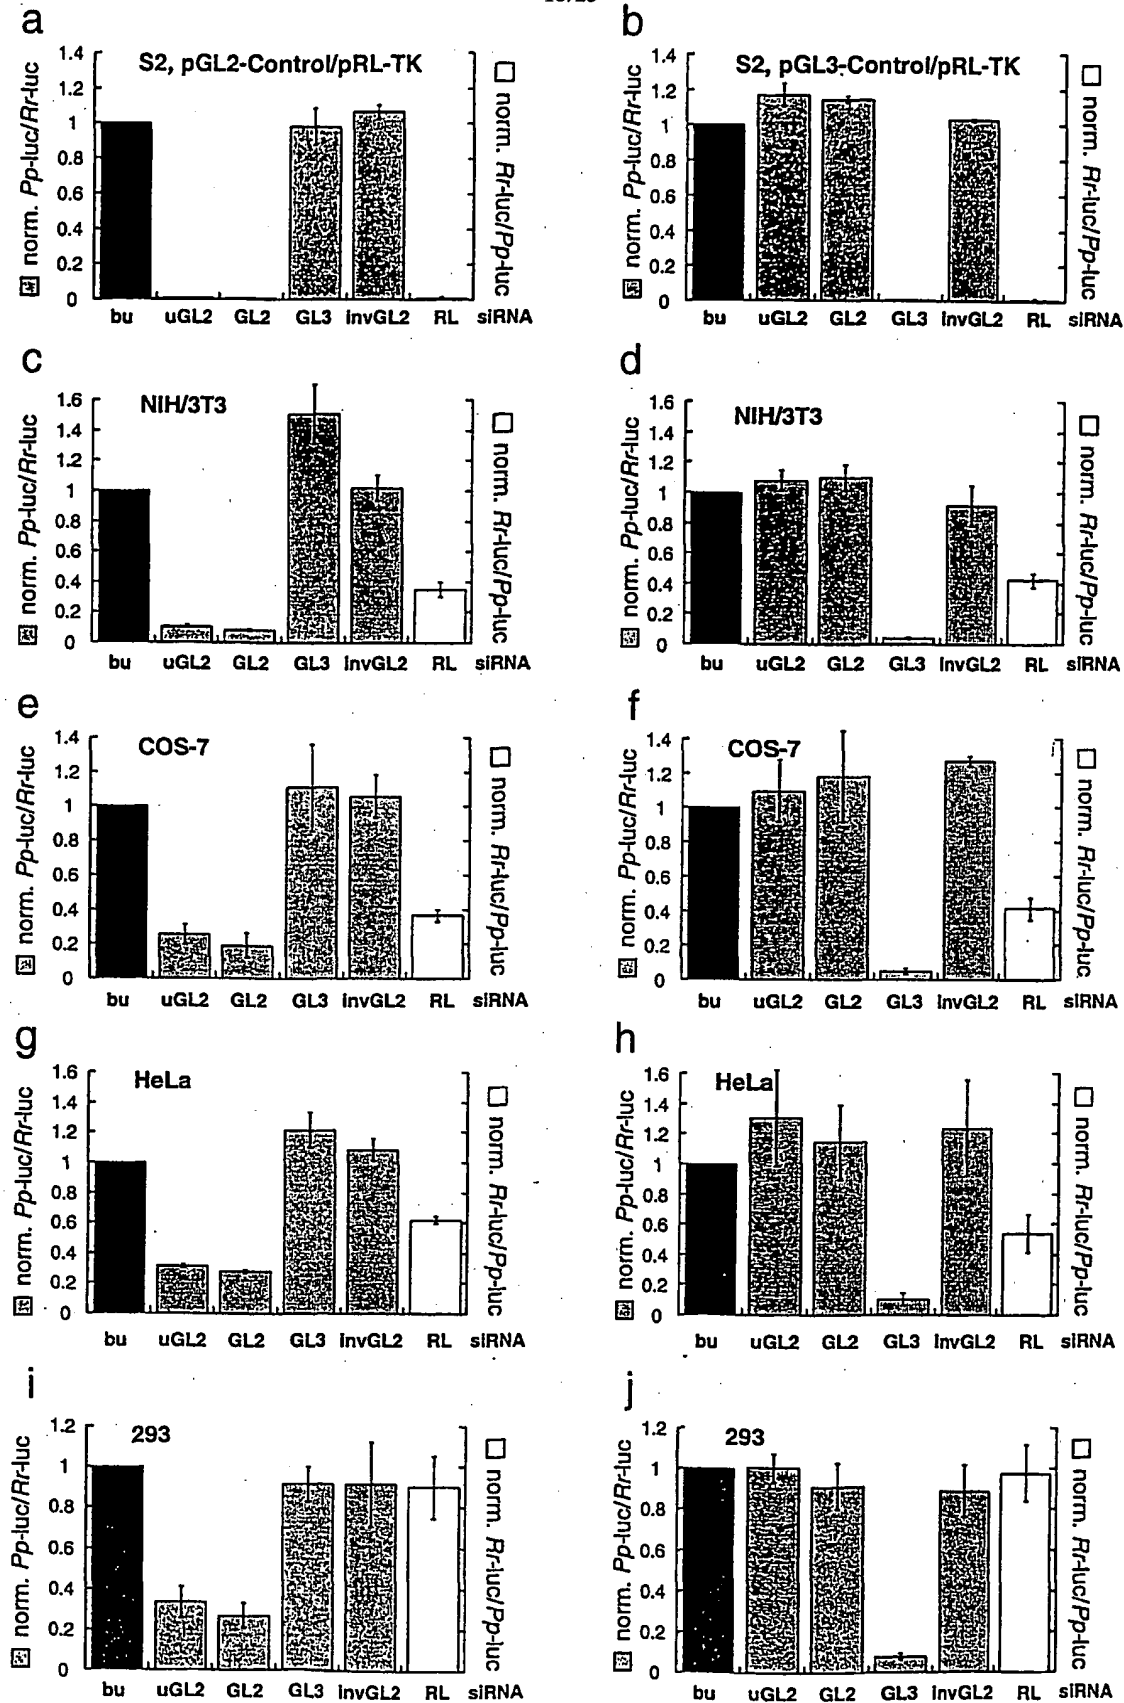 a
S2, pGL2-Control/pRL-TK
norm. Pp-luc/Rr-luc
1.4
1.2
1
0.8
0.6
0.4
0.2
0
norm. Rr-luc/Pp-luc
bu uGL2 GL2 GL3 invGL2 RL siRNA
b
S2, pGL3-Control/pRL-TK
norm. Pp-luc/Rr-luc
1.4
1.2
1
0.8
0.6
0.4
0.2
0
norm. Rr-luc/Pp-luc
bu uGL2 GL2 GL3 invGL2 RL siRNA
c
NIH/3T3
norm. Pp-luc/Rr-luc
1.6
1.4
1.2
1
0.8
0.6
0.4
0.2
0
norm. Rr-luc/Pp-luc
bu uGL2 GL2 GL3 invGL2 RL siRNA
d
NIH/3T3
norm. Pp-luc/Rr-luc
1.6
1.4
1.2
1
0.8
0.6
0.4
0.2
0
norm. Rr-luc/Pp-luc
bu uGL2 GL2 GL3 invGL2 RL siRNA
e
COS-7
norm. Pp-luc/Rr-luc
1.4
1.2
1
0.8
0.6
0.4
0.2
0
norm. Rr-luc/Pp-luc
bu uGL2 GL2 GL3 invGL2 RL siRNA
f
COS-7
norm. Pp-luc/Rr-luc
1.4
1.2
1
0.8
0.6
0.4
0.2
0
norm. Rr-luc/Pp-luc
bu uGL2 GL2 GL3 invGL2 RL siRNA
g
HeLa
norm. Pp-luc/Rr-luc
1.6
1.4
1.2
1
0.8
0.6
0.4
0.2
0
norm. Rr-luc/Pp-luc
bu uGL2 GL2 GL3 invGL2 RL siRNA
h
HeLa
norm. Pp-luc/Rr-luc
1.6
1.4
1.2
1
0.8
0.6
0.4
0.2
0
norm. Rr-luc/Pp-luc
bu uGL2 GL2 GL3 invGL2 RL siRNA
i
293
norm. Pp-luc/Rr-luc
1.2
1
0.8
0.6
0.4
0.2
0
norm. Rr-luc/Pp-luc
bu uGL2 GL2 GL3 invGL2 RL siRNA
j
293
norm. Pp-luc/Rr-luc
1.2
1
0.8
0.6
0.4
0.2
0
norm. Rr-luc/Pp-luc
bu uGL2 GL2 GL3 invGL2 RL siRNA